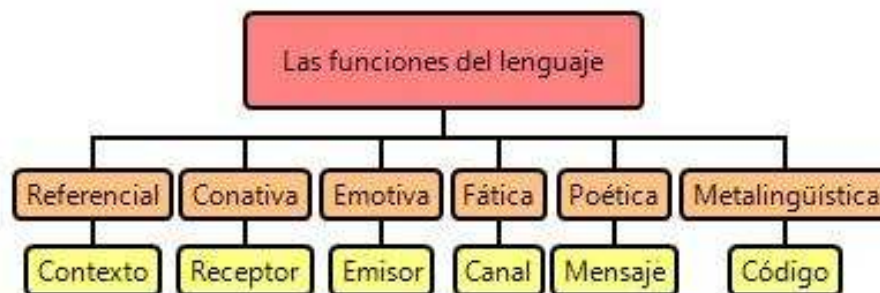 Las funciones del lenguaje
Referencial Conativa Emotiva Fática Poética Metalingüística
Contexto Receptor Emisor Canal Mensaje Código